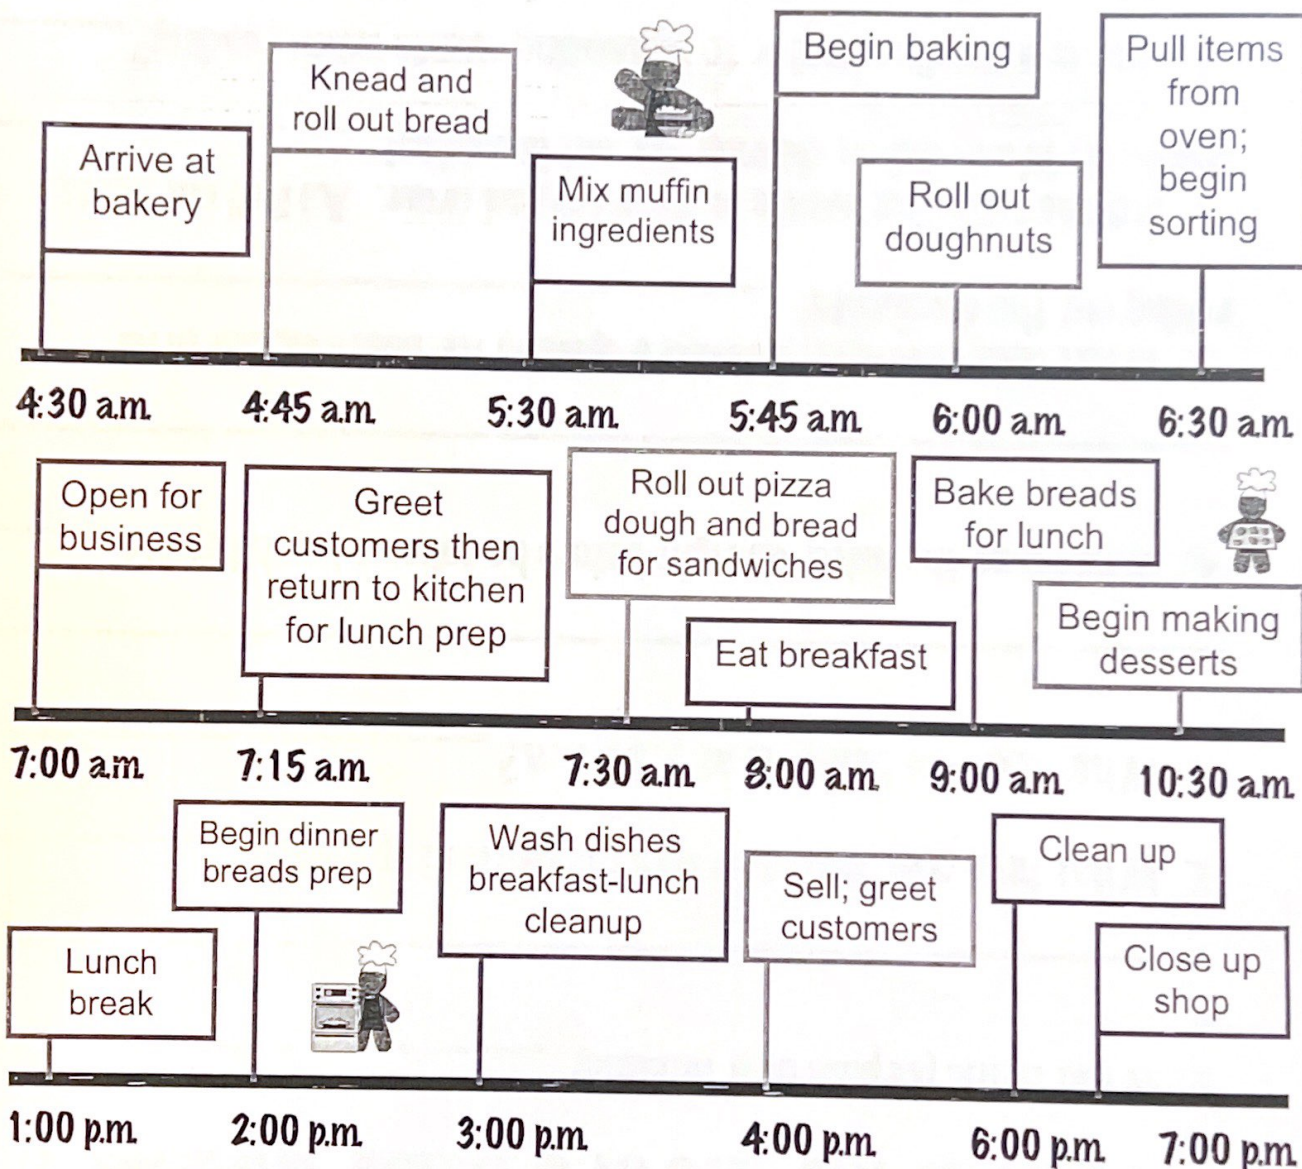 Arrive at
bakery
Knead and
roll out bread
Mix muffin
ingredients
Begin baking
Roll out
doughnuts
Pull items
from
oven;
begin
sorting
4:30 a.m.
4:45 a.m.
5:30 a.m.
5:45 a.m.
6:00 a.m.
6:30 a.m.
Open for
business
Greet
customers then
return to kitchen
for lunch prep
Roll out pizza
dough and bread
for sandwiches
Eat breakfast
Bake breads
for lunch
Begin making
desserts
7:00 a.m.
7:15 a.m.
7:30 a.m.
8:00 a.m.
9:00 a.m.
10:30 a.m.
Lunch
break
Begin dinner
breads prep
Wash dishes
breakfast-lunch
cleanup
Sell; greet
customers
Clean up
Close up
shop
1:00 p.m.
2:00 p.m.
3:00 p.m.
4:00 p.m.
6:00 p.m.
7:00 p.m.